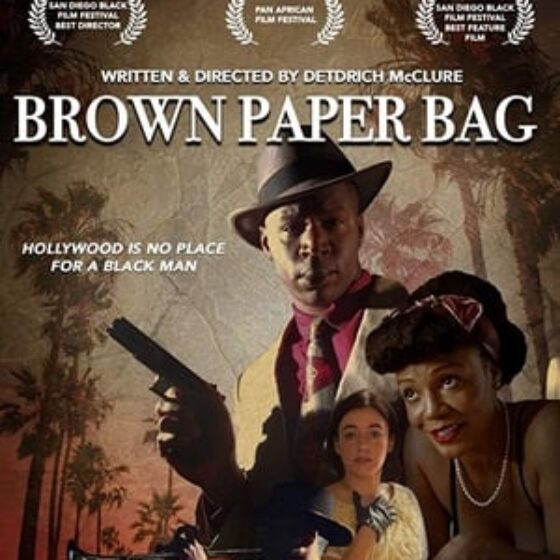 SAN DIEGO BLACK
FILM FESTIVAL
BEST DIRECTOR
PAN AFRICAN
FILM FESTIVAL
SAN DIEGO BLACK
FILM FESTIVAL
BEST FEATURE
FILM
WRITTEN & DIRECTED BY DETDRICH McCLURE
BROWN PAPER BAG
HOLLYWOOD IS NO PLACE
FOR A BLACK MAN